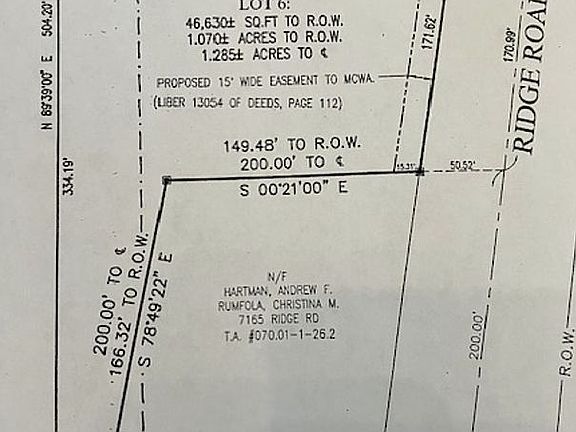 LOT 6:
46,630± SQ.FT TO R.O.W.
1.070± ACRES TO R.O.W.
1.285± ACRES TO ℄
PROPOSED 15' WIDE EASEMENT TO MCWA.
(LIBER 13054 OF DEEDS, PAGE 112)
N 89°39'00" E 504.20'
334.19'
171.62'
170.99'
RIDGE ROAD
149.48' TO R.O.W.
200.00' TO ℄
S 00°21'00" E
15.31'
50.52'
200.00' TO ℄
166.32' TO R.O.W.
S 78°49'22" E
N/F
HARTMAN, ANDREW F.
RUMFOLA, CHRISTINA M.
7165 RIDGE RD
T.A. #070.01-1-26.2
200.00'
R.O.W.